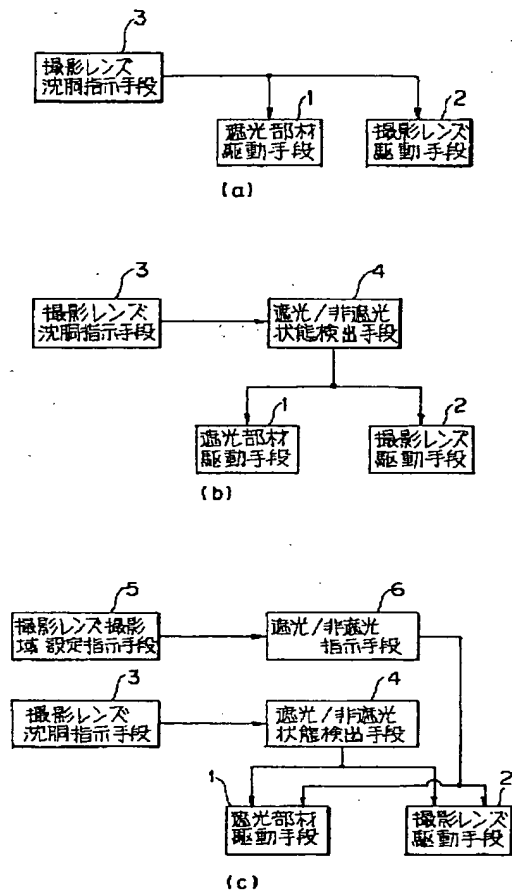 3
撮影レンズ
沈胴指示手段
1
遮光部材
駆動手段
2
撮影レンズ
駆動手段
(a)
3
撮影レンズ
沈胴指示手段
4
遮光/非遮光
状態検出手段
1
遮光部材
駆動手段
2
撮影レンズ
駆動手段
(b)
5
撮影レンズ撮影
域設定指示手段
6
遮光/非遮光
指示手段
3
撮影レンズ
沈胴指示手段
4
遮光/非遮光
状態検出手段
1
遮光部材
駆動手段
2
撮影レンズ
駆動手段
(c)